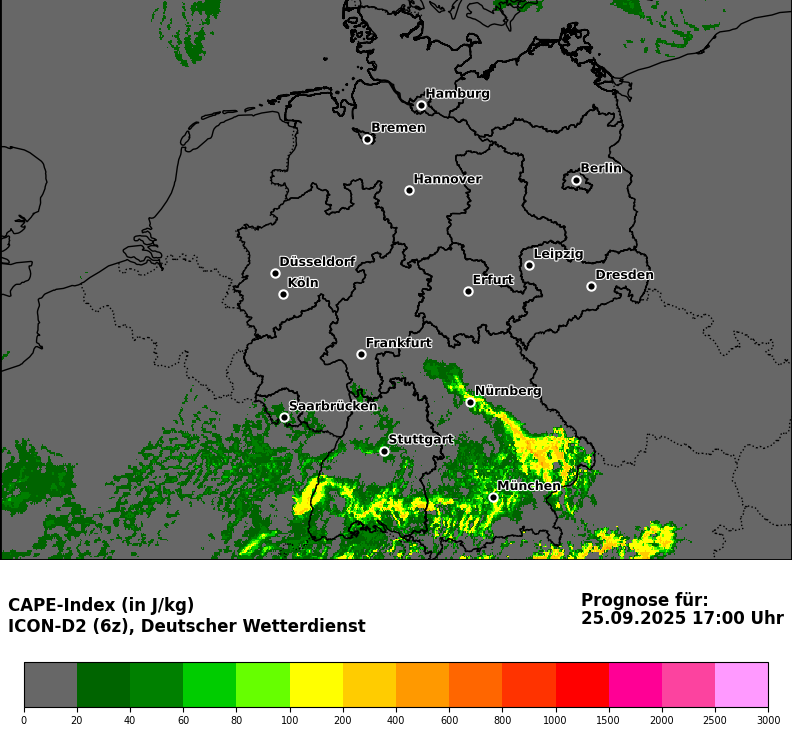 Hamburg
Bremen
Berlin
Hannover
Leipzig
Düsseldorf
Dresden
Köln
Erfurt
Frankfurt
Nürnberg
Saarbrücken
Stuttgart
München
CAPE-Index (in J/kg)
ICON-D2 (6z), Deutscher Wetterdienst
Prognose für:
25.09.2025 17:00 Uhr
0 20 40 60 80 100 200 400 600 800 1000 1500 2000 2500 3000